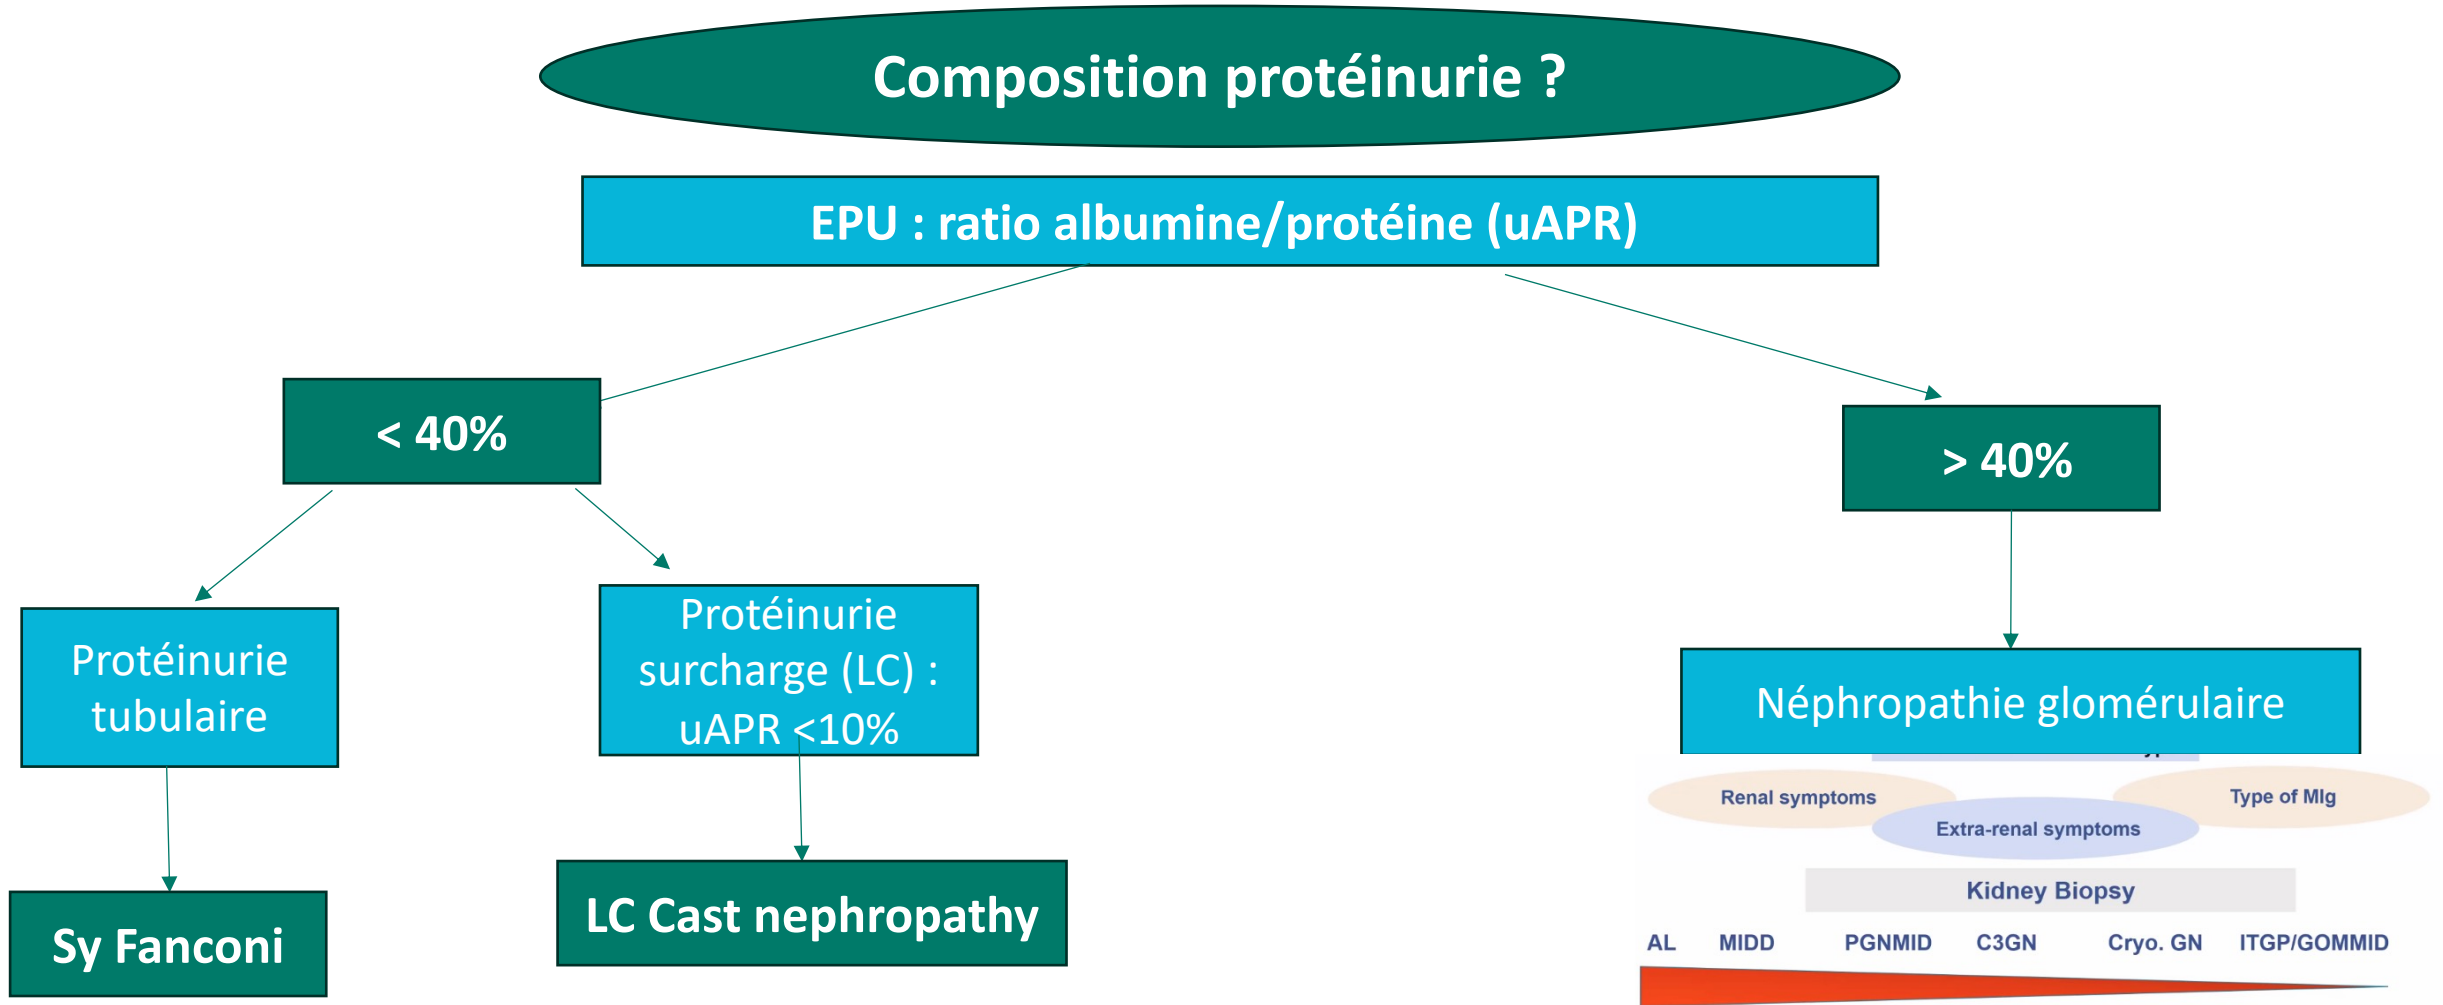 Composition protéinurie ?
EPU : ratio albumine/protéine (uAPR)
< 40%
> 40%
Protéinurie
tubulaire
Protéinurie
surcharge (LC) :
uAPR <10%
Néphropathie glomérulaire
Renal symptoms
Type of MIg
Extra-renal symptoms
Kidney Biopsy
LC Cast nephropathy
Sy Fanconi
AL MIDD PGNMID C3GN Cryo. GN ITGP/GOMMID